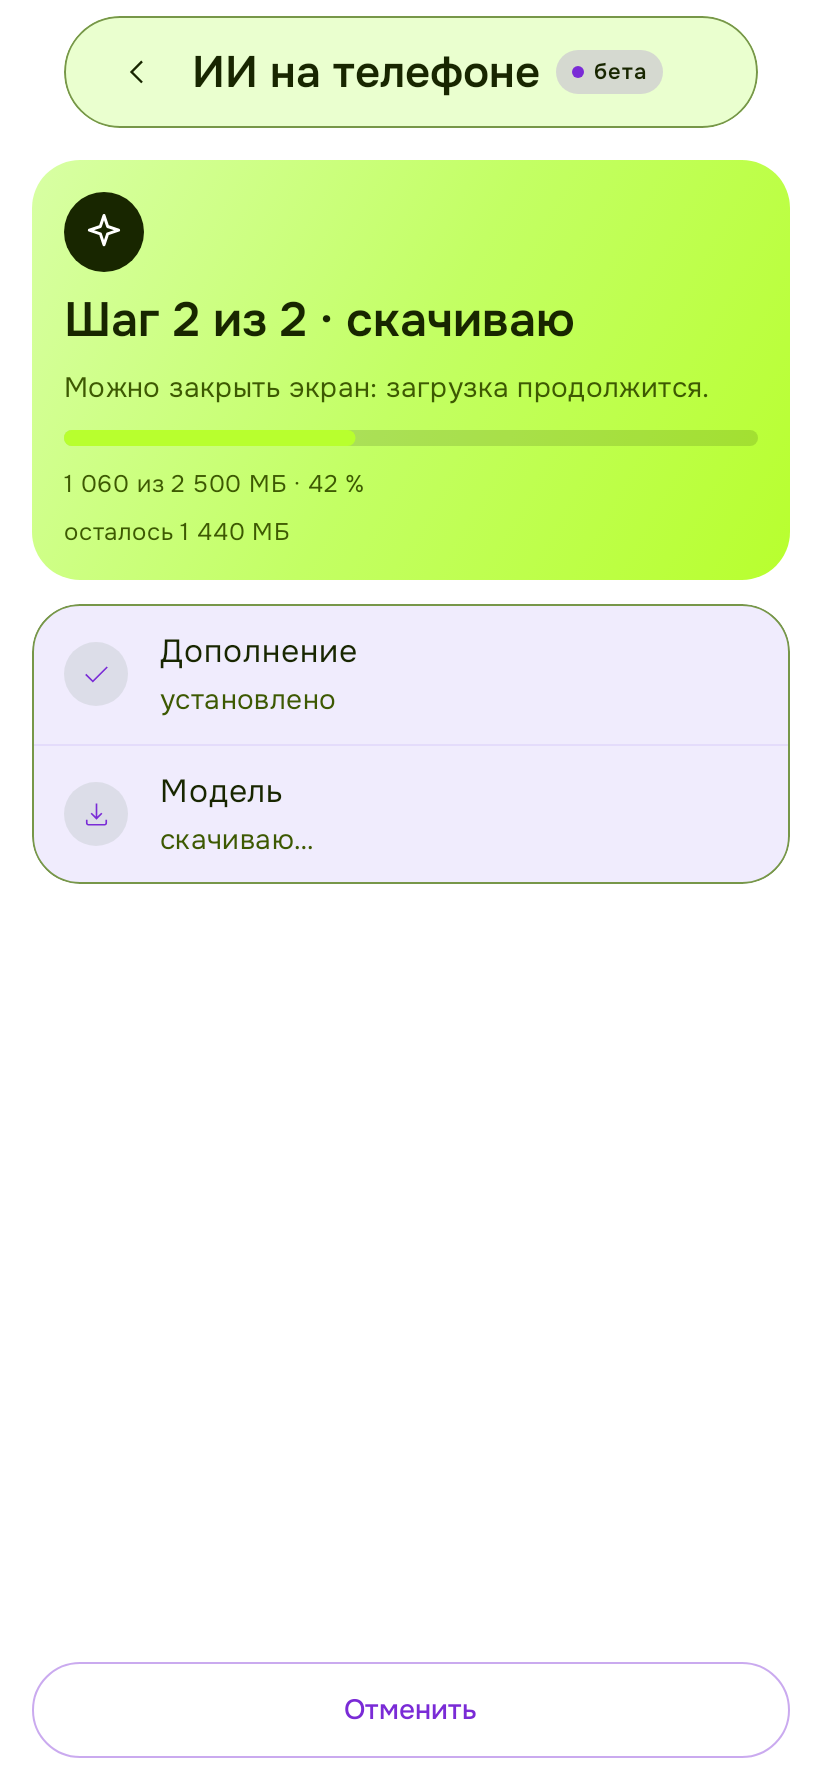 ИИ на телефоне
бета
Шаг 2 из 2 · скачиваю
Можно закрыть экран: загрузка продолжится.
1 060 из 2 500 МБ · 42 %
осталось 1 440 МБ
Дополнение
установлено
Модель
скачиваю…
Отменить